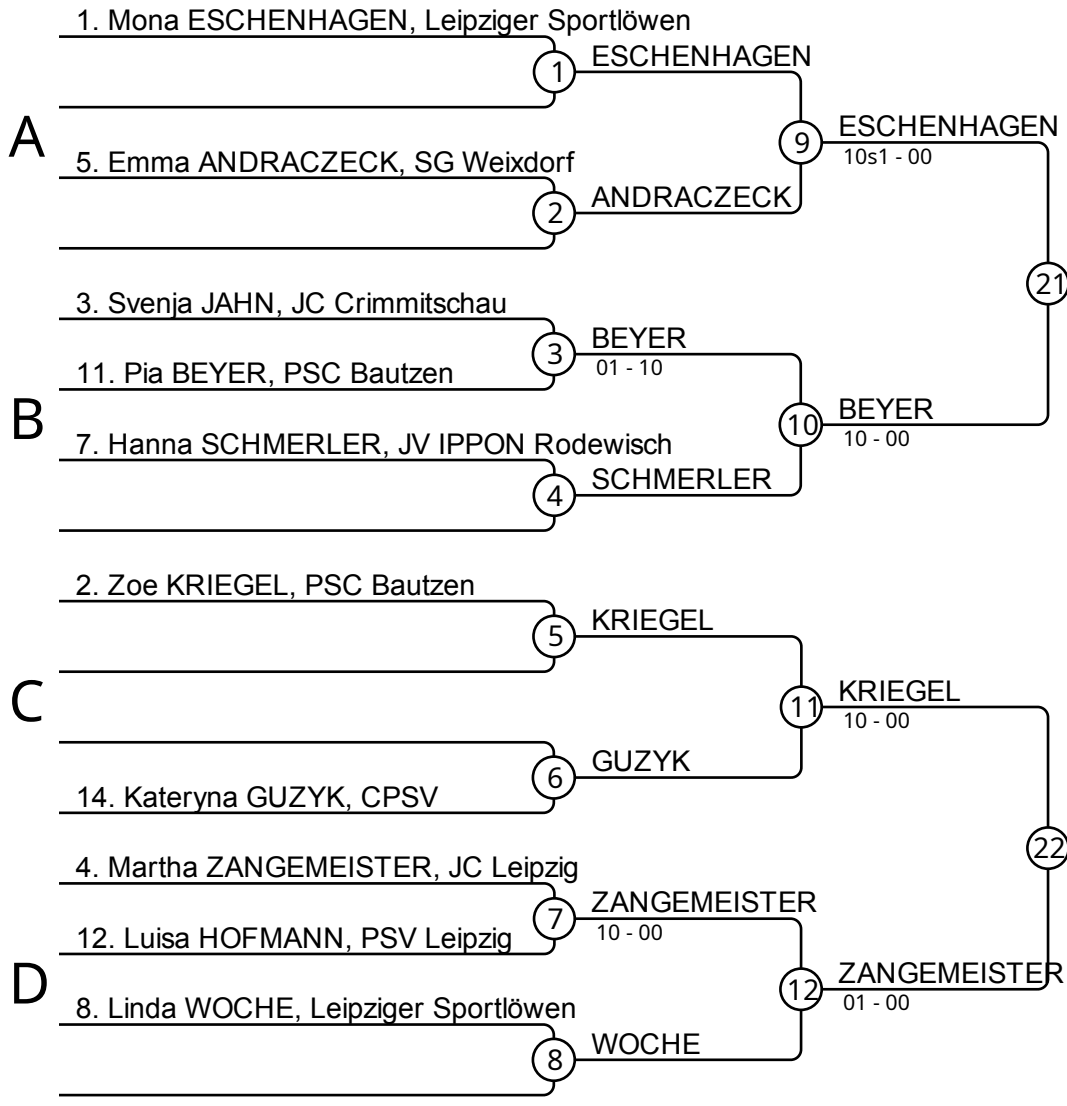 1. Mona ESCHENHAGEN, Leipziger Sportlöwen
1
ESCHENHAGEN
A
9
ESCHENHAGEN
10s1 - 00
5. Emma ANDRACZECK, SG Weixdorf
2
ANDRACZECK
21
3. Svenja JAHN, JC Crimmitschau
3
BEYER
01 - 10
11. Pia BEYER, PSC Bautzen
B
10
BEYER
10 - 00
7. Hanna SCHMERLER, JV IPPON Rodewisch
4
SCHMERLER
2. Zoe KRIEGEL, PSC Bautzen
5
KRIEGEL
C
11
KRIEGEL
10 - 00
6
GUZYK
14. Kateryna GUZYK, CPSV
22
4. Martha ZANGEMEISTER, JC Leipzig
7
ZANGEMEISTER
10 - 00
12. Luisa HOFMANN, PSV Leipzig
D
12
ZANGEMEISTER
01 - 00
8. Linda WOCHE, Leipziger Sportlöwen
8
WOCHE